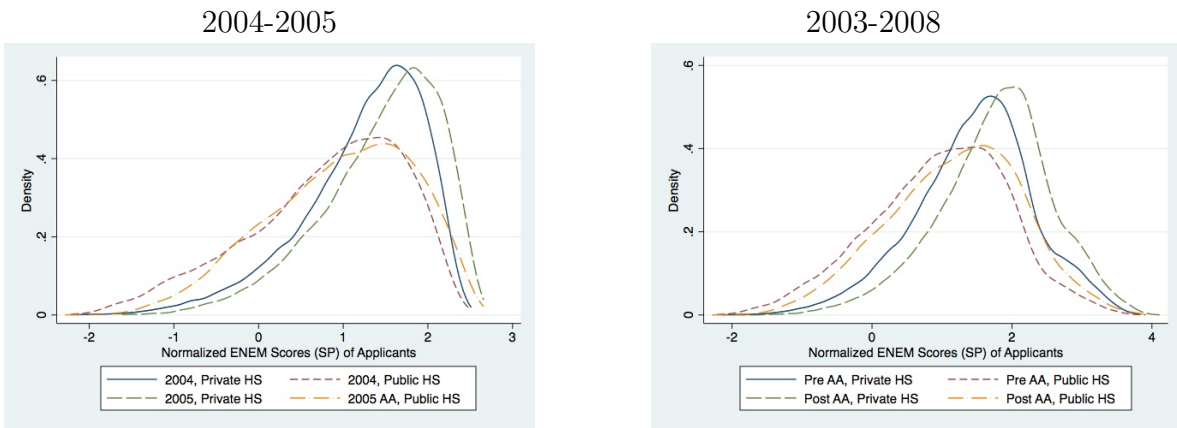 2004-2005
.6
.4
.2
0
Density
-2
-1
0
1
2
3
Normalized ENEM Scores (SP) of Applicants
2004, Private HS
2004, Public HS
2005, Private HS
2005 AA, Public HS
2003-2008
.6
.4
.2
0
Density
-2
0
2
4
Normalized ENEM Scores (SP) of Applicants
Pre AA, Private HS
Pre AA, Public HS
Post AA, Private HS
Post AA, Public HS